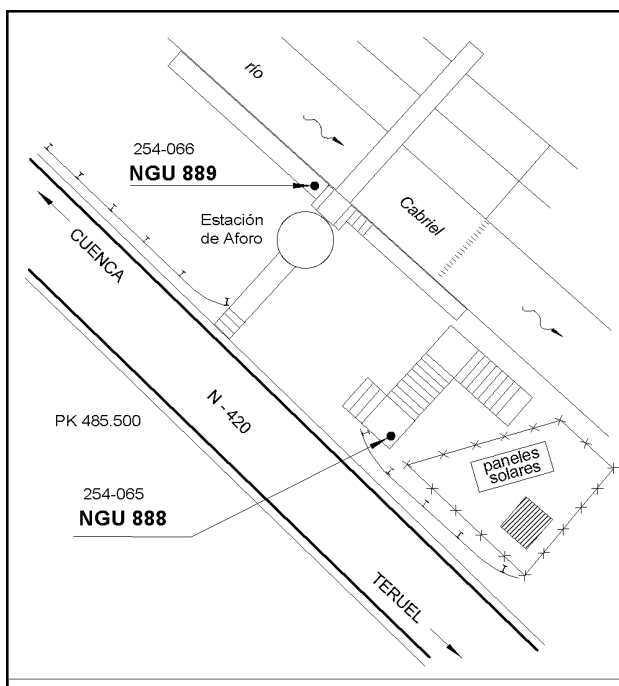 río
254-066
NGU 889
Estación
de Aforo
Cabriel
CUENCA
N - 420
PK 485.500
paneles
solares
254-065
NGU 888
TERUEL